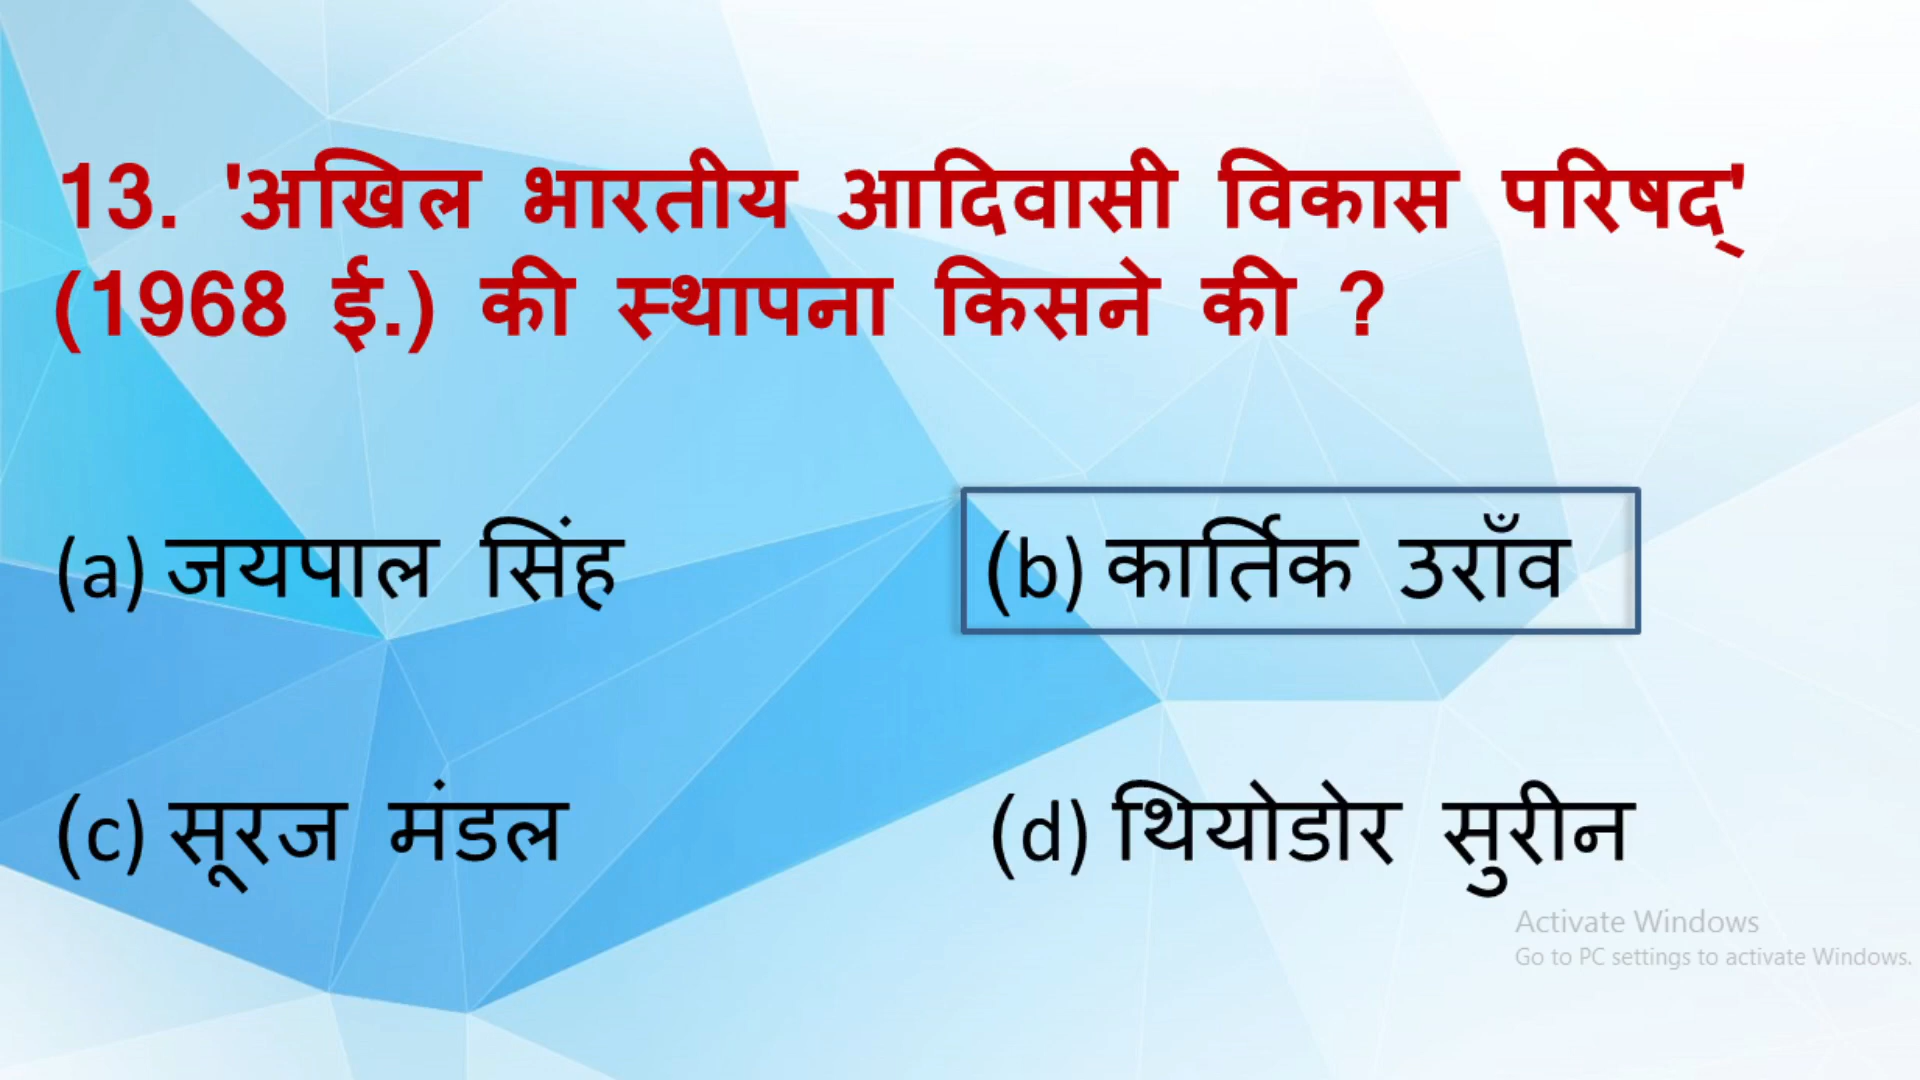 13. 'अखिल भारतीय आदिवासी विकास परिषद्'
(1968 ई.) की स्थापना किसने की ?
(a) जयपाल सिंह
(b) कार्तिक उराँव
(c) सूरज मंडल
(d) थियोडोर सुरीन
Activate Windows
Go to PC settings to activate Windows.